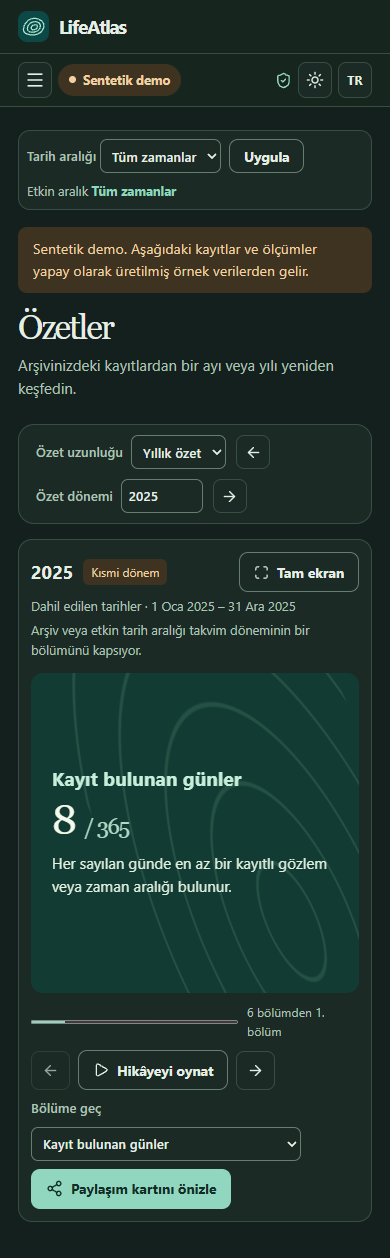 LifeAtlas
Sentetik demo
TR
Tarih aralığı
Tüm zamanlar
Uygula
Etkin aralık Tüm zamanlar
Sentetik demo. Aşağıdaki kayıtlar ve ölçümler
yapay olarak üretilmiş örnek verilerden gelir.
Özetler
Arşivinizdeki kayıtlardan bir ayı veya yılı yeniden
keşfedin.
Özet uzunluğu
Yıllık özet
Özet dönemi
2025
2025
Kısmi dönem
Tam ekran
Dahil edilen tarihler · 1 Oca 2025 – 31 Ara 2025
Arşiv veya etkin tarih aralığı takvim döneminin bir
bölümünü kapsıyor.
Kayıt bulunan günler
8 / 365
Her sayılan günde en az bir kayıtlı gözlem
veya zaman aralığı bulunur.
6 bölümden 1.
bölüm
Hikâyeyi oynat
Bölüme geç
Kayıt bulunan günler
Paylaşım kartını önizle